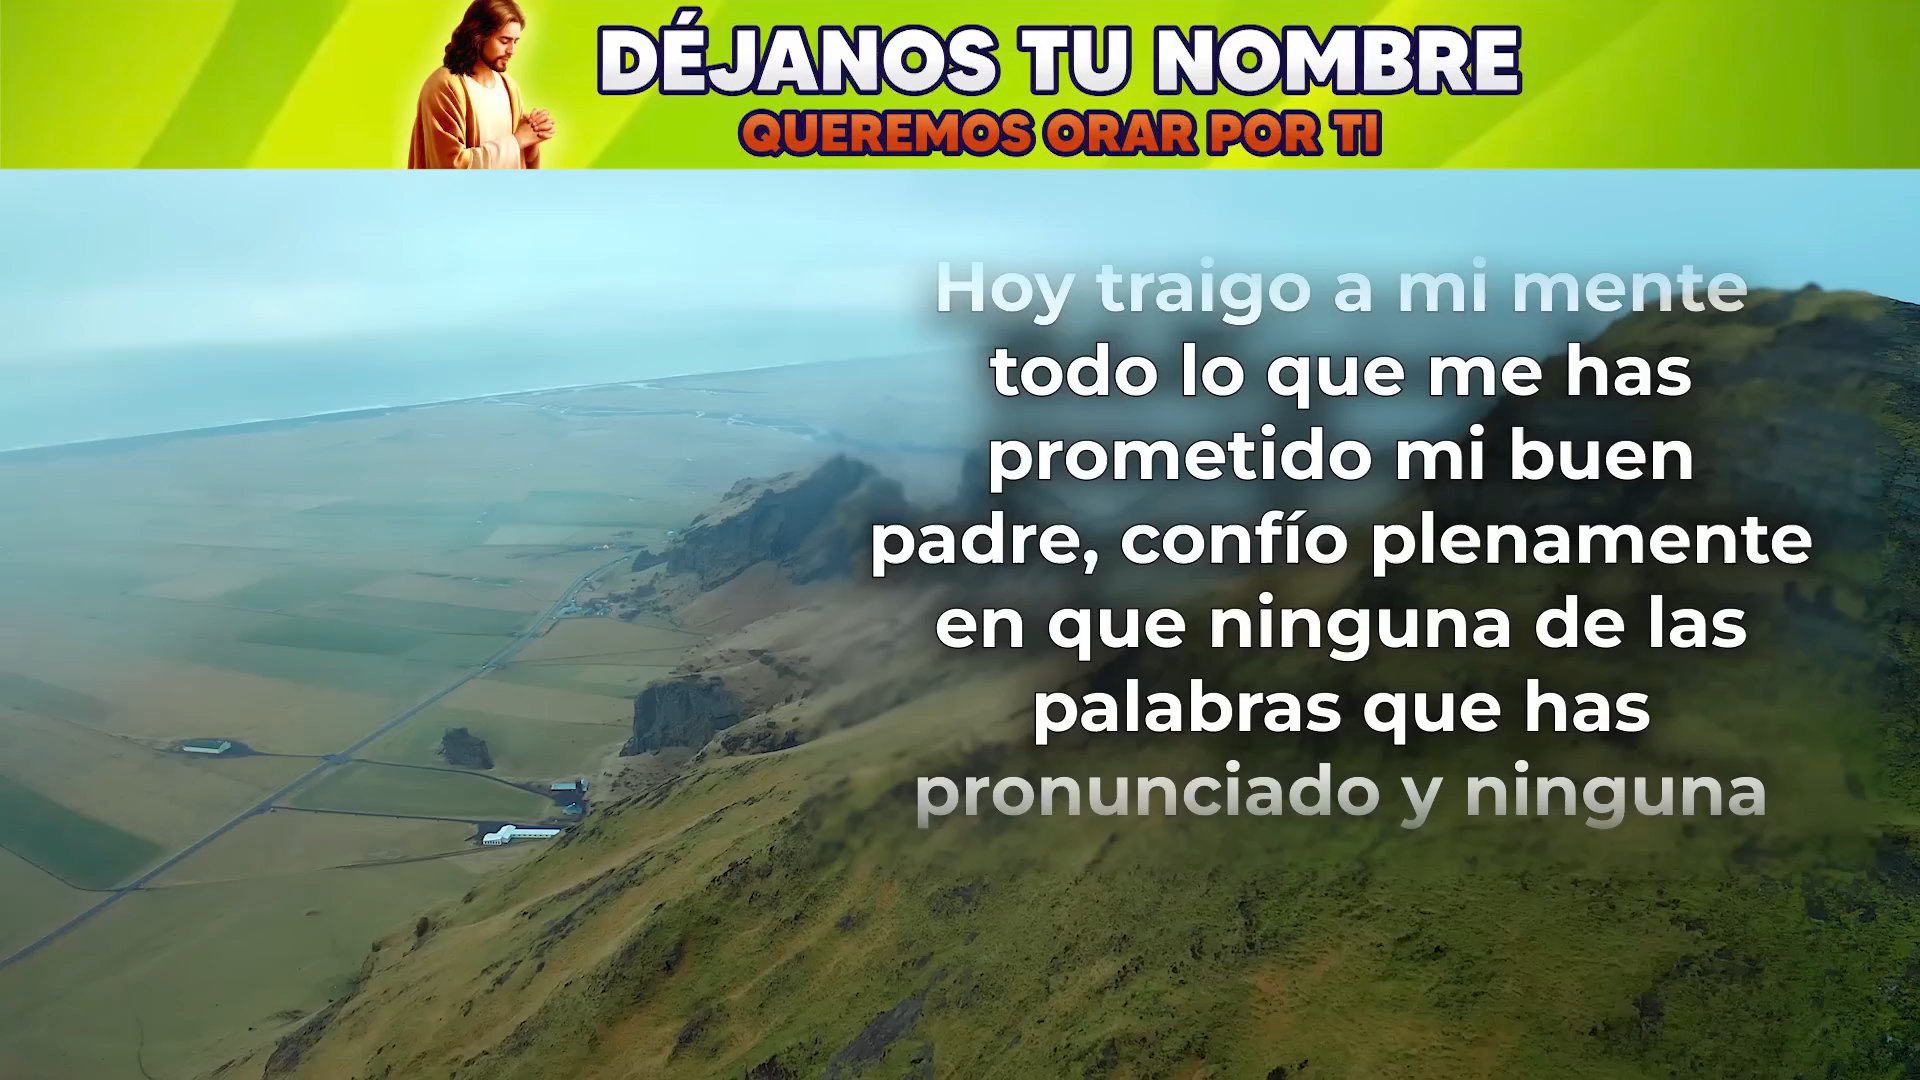 DÉJANOS TU NOMBRE
QUEREMOS ORAR POR TI
Hoy traigo a mi mente
todo lo que me has
prometido mi buen
padre, confío plenamente
en que ninguna de las
palabras que has
pronunciado y ninguna